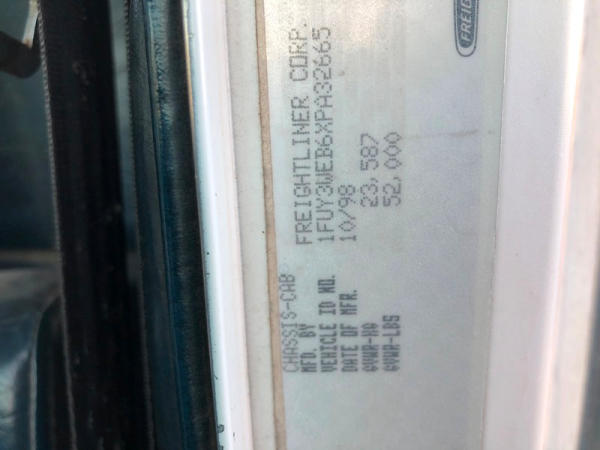 FREIG
CHASSIS-CAB
MFD. BY FREIGHTLINER CORP.
VEHICLE ID NO. 1FUY3WEB6XPA32665
DATE OF MFR. 10/98
GVWR-KG 23,587
GVWR-LBS 52,000